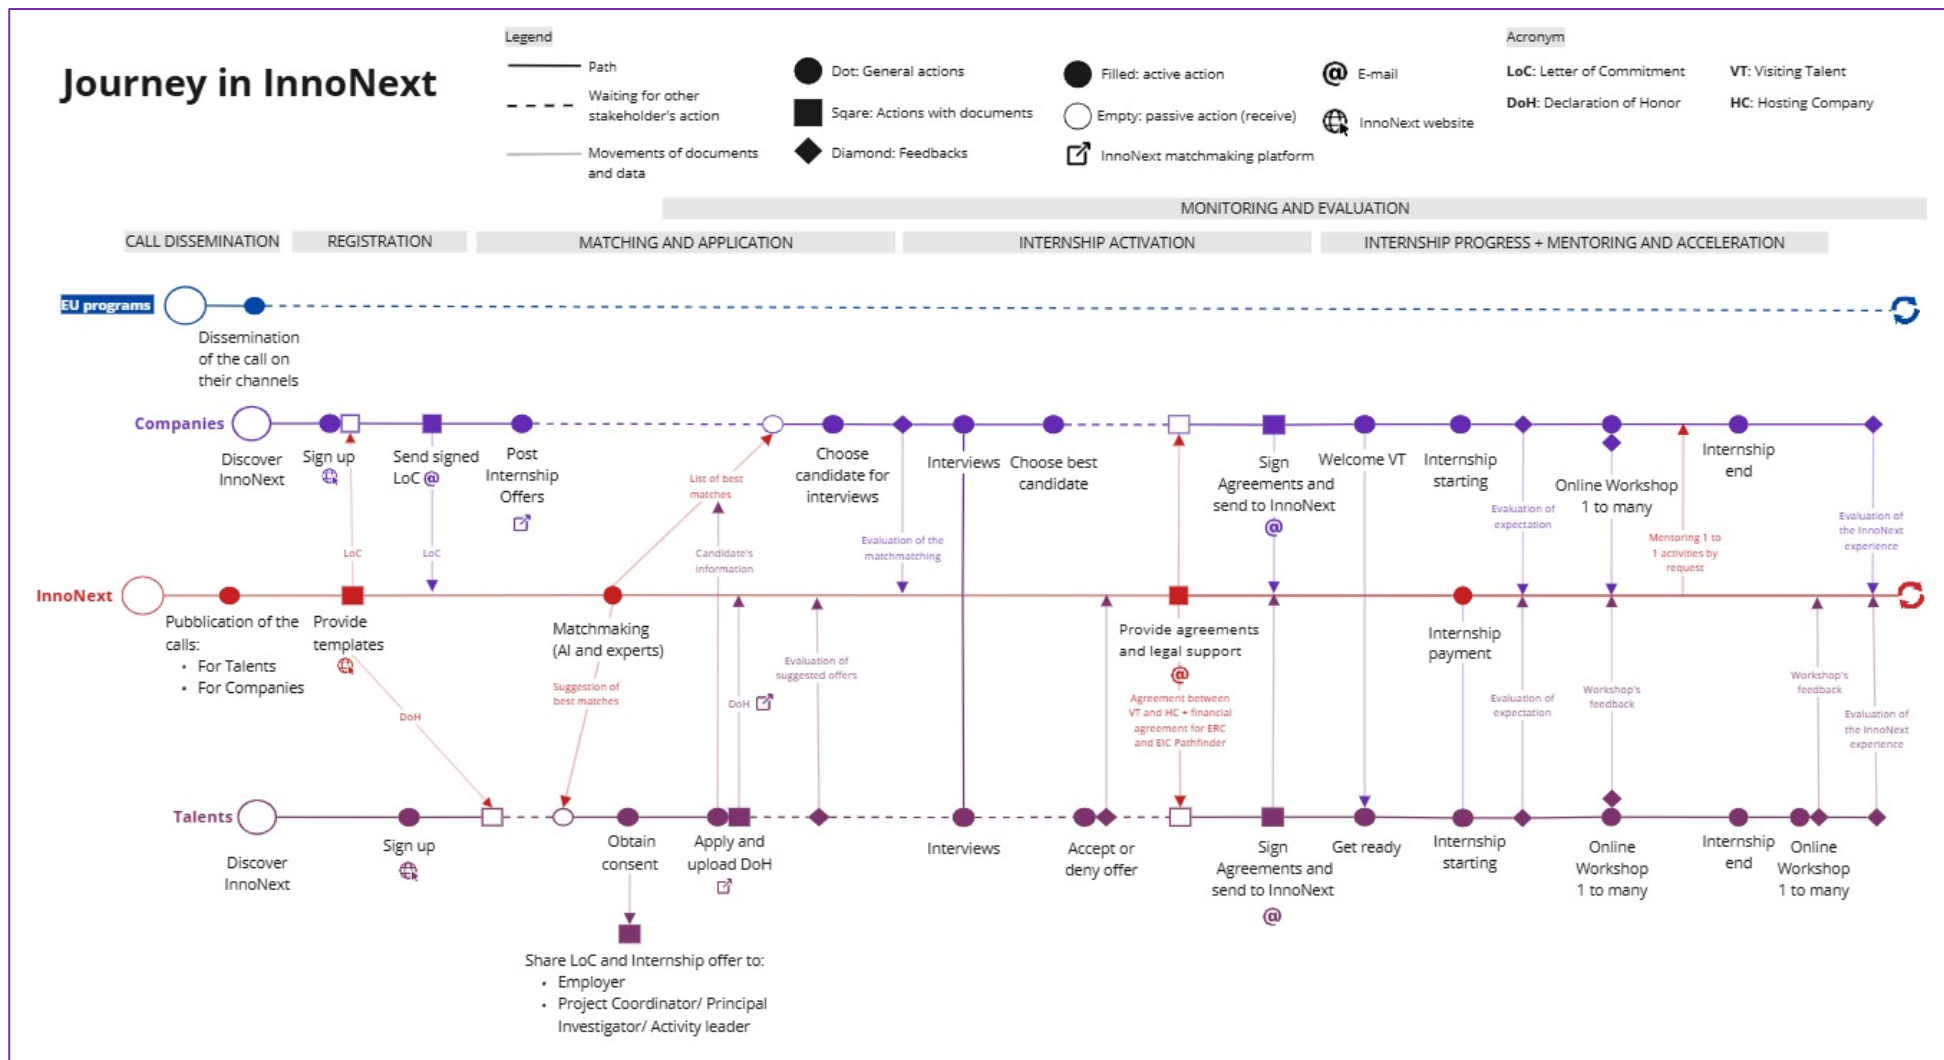 Journey in InnoNext
Legend
Path
Waiting for other
stakeholder's action
Movements of documents
and data
Dot: General actions
Sqare: Actions with documents
Diamond: Feedbacks
Filled: active action
Empty: passive action (receive)
InnoNext matchmaking platform
@ E-mail
InnoNext website
Acronym
LoC: Letter of Commitment
DoH: Declaration of Honor
VT: Visiting Talent
HC: Hosting Company
MONITORING AND EVALUATION
CALL DISSEMINATION
REGISTRATION
MATCHING AND APPLICATION
INTERNSHIP ACTIVATION
INTERNSHIP PROGRESS + MENTORING AND ACCELERATION
EU programs
Dissemination
of the call on
their channels
Companies
Discover
InnoNext
Sign up
Send signed
LoC @
Post
Internship
Offers
Choose
candidate for
interviews
Interviews
Choose best
candidate
Sign
Agreements and
send to InnoNext
@
Welcome VT
Internship
starting
Online Workshop
1 to many
Internship
end
LoC
LoC
List of best
matches
Candidate's
information
Evaluation of the
matchmatching
Evaluation of
expectation
Mentoring 1 to
1 activities by
request
Evaluation of
the InnoNext
experience
InnoNext
Pubblication of the
calls:
• For Talents
• For Companies
Provide
templates
Matchmaking
(AI and experts)
Provide agreements
and legal support
@
Internship
payment
DoH
Suggestion of
best matches
DoH
Evaluation of
suggested offers
Agreement between
VT and HC + financial
agreement for ERC
and EIC Pathfinder
Evaluation of
expectation
Workshop's
feedback
Workshop's
feedback
Evaluation of
the InnoNext
experience
Talents
Discover
InnoNext
Sign up
Obtain
consent
Apply and
upload DoH
Interviews
Accept or
deny offer
Sign
Agreements and
send to InnoNext
@
Get ready
Internship
starting
Online
Workshop
1 to many
Internship
end
Online
Workshop
1 to many
Share LoC and Internship offer to:
• Employer
• Project Coordinator/ Principal
Investigator/ Activity leader